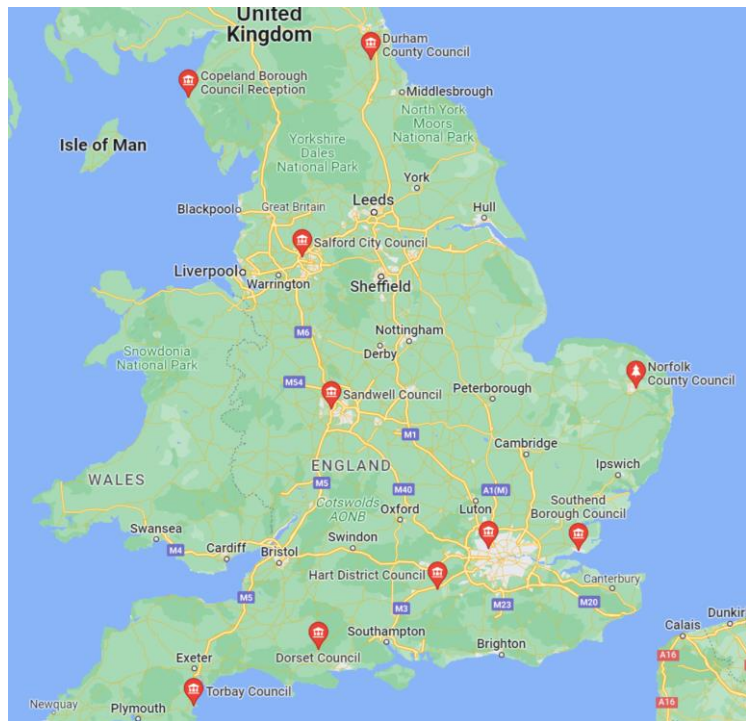 United
Kingdom
Durham
County Council
Copeland Borough
Council Reception
Middlesbrough
North York
Moors
National Park
Isle of Man
Yorkshire
Dales
National Park
York
Leeds
Blackpool
Great Britain
Hull
Salford City Council
Liverpool
Warrington
Sheffield
M6
Nottingham
Snowdonia
National Park
Derby
Norfolk
County Council
M54
Sandwell Council
Peterborough
M1
Cambridge
ENGLAND
WALES
M5
M40
A1(M)
Ipswich
Cotswolds
AONB
Oxford
Luton
Southend
Borough Council
Swansea
M4
Cardiff
Bristol
Swindon
Hart District Council
Canterbury
M5
M3
M23
M20
Southampton
Brighton
Calais
Dunkir
A16
Dorset Council
Exeter
Torbay Council
Newquay
Plymouth
A16